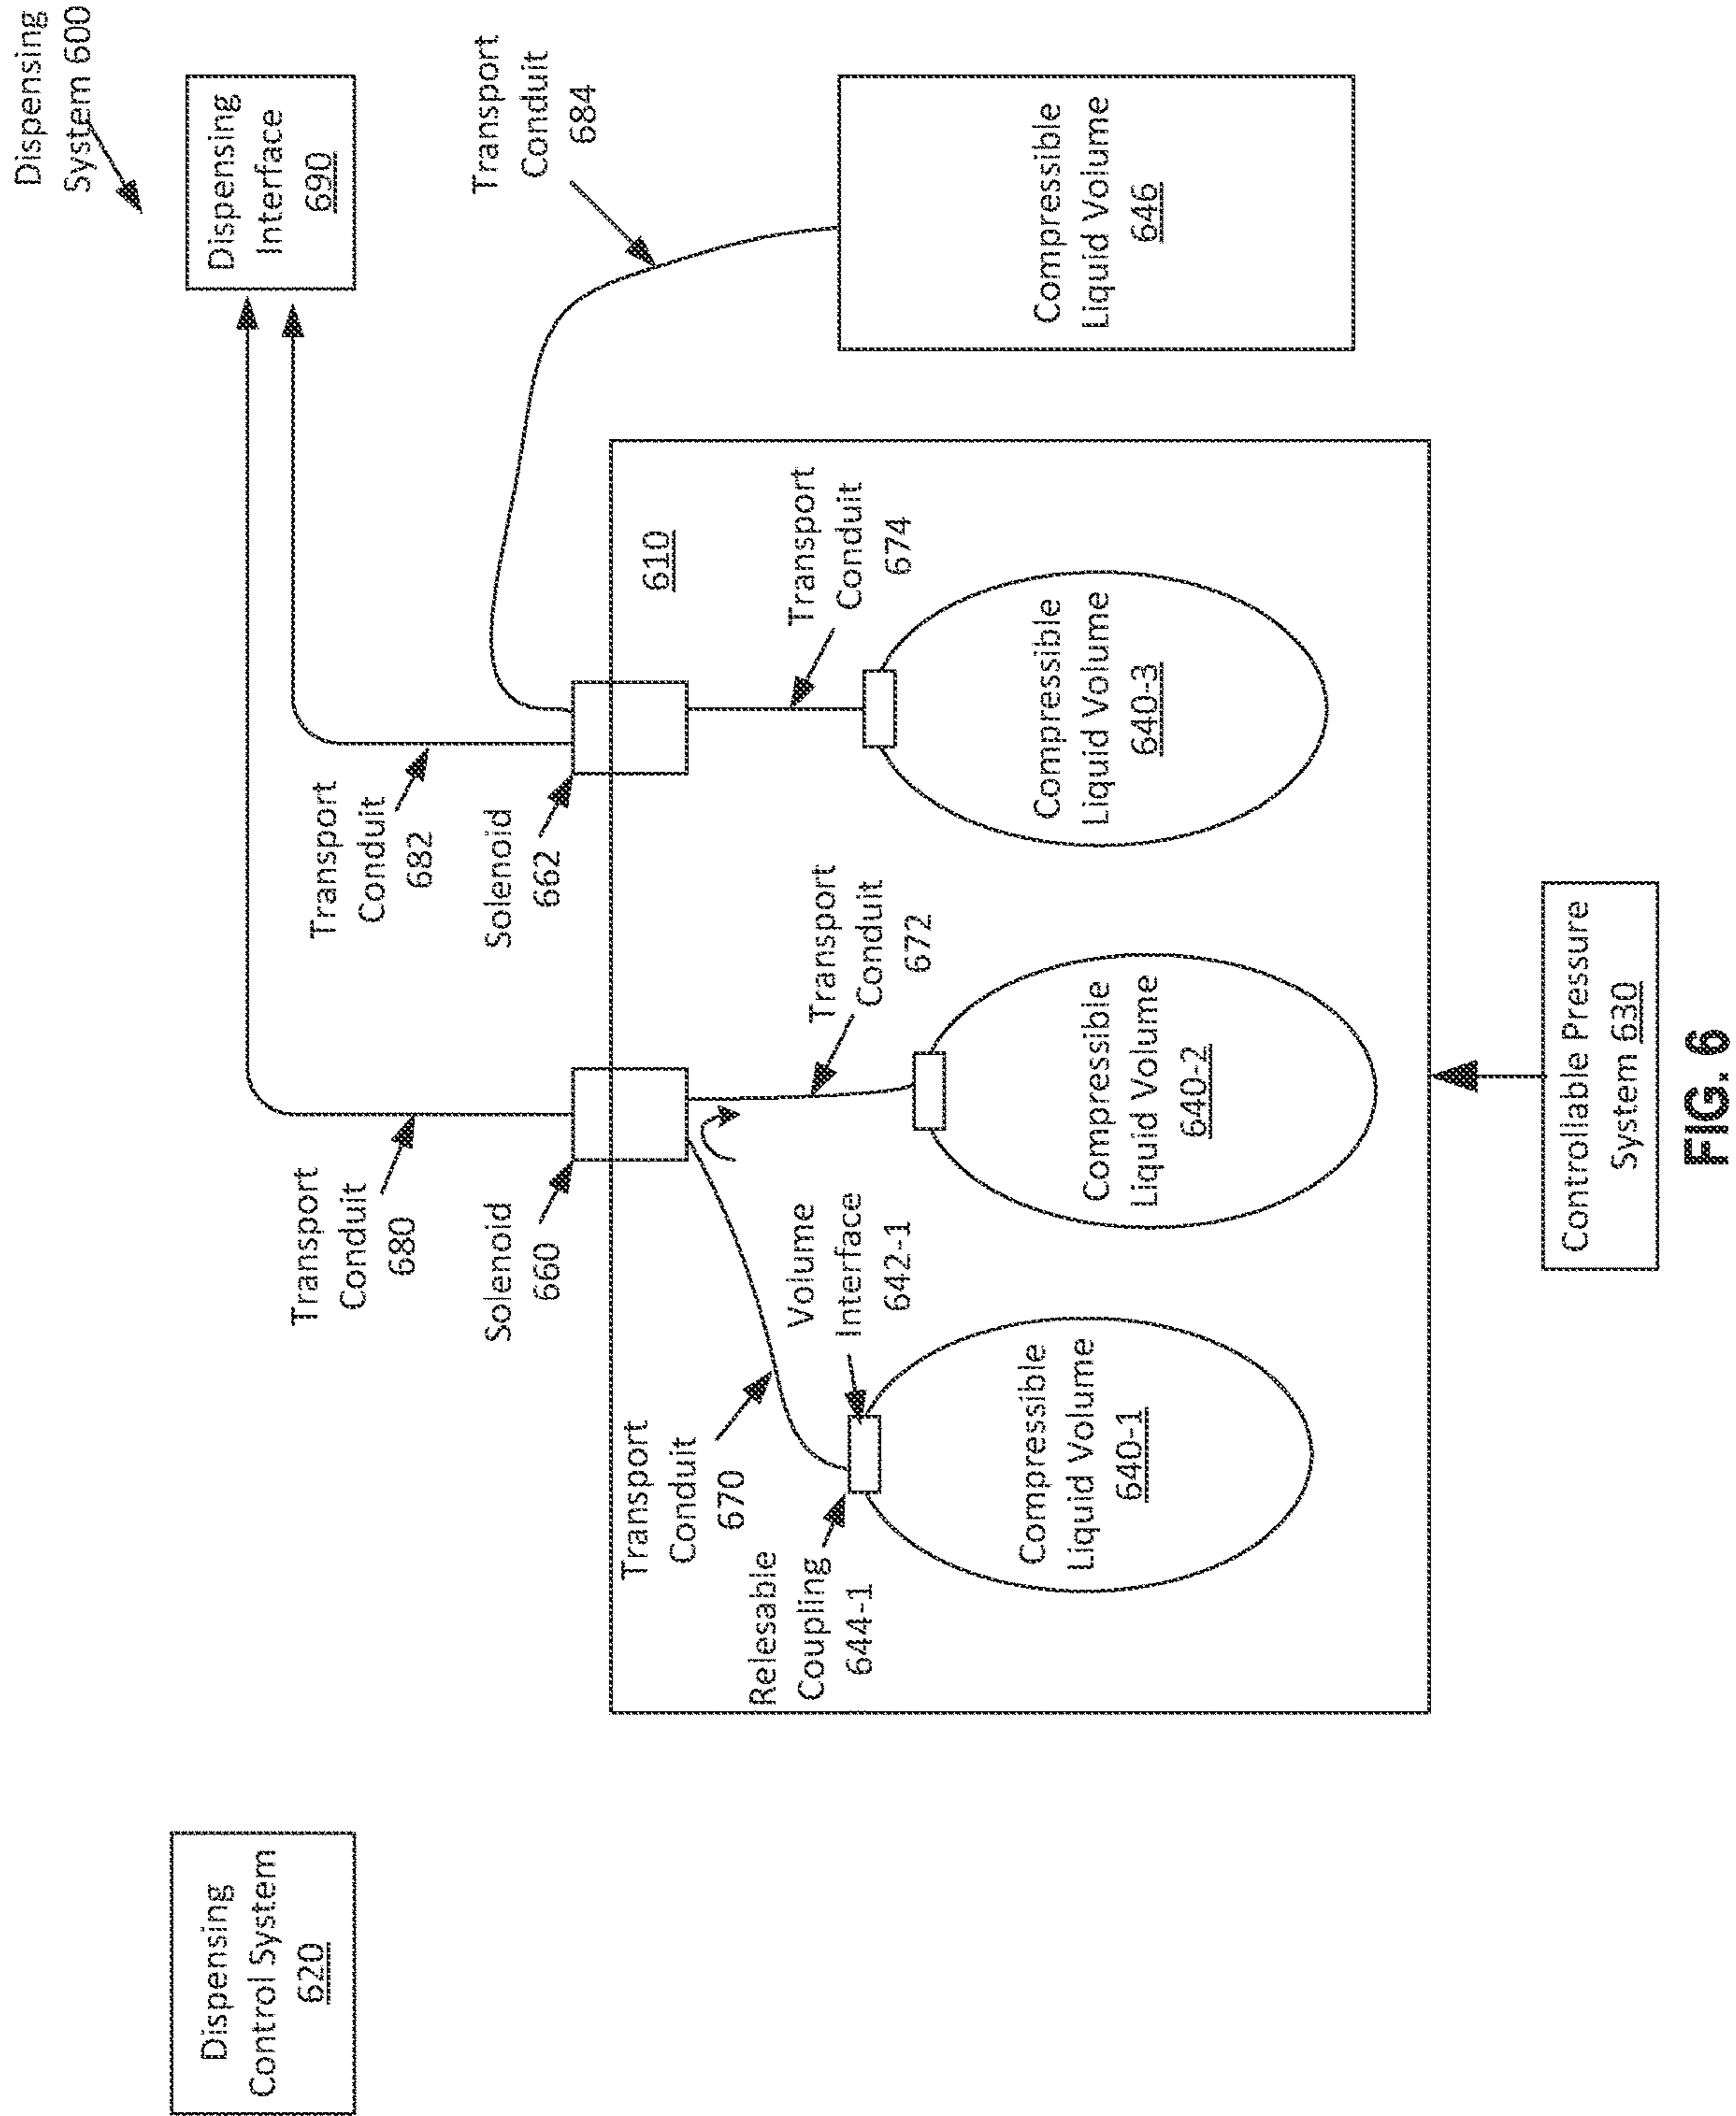 Dispensing
System 600
Dispensing
Control System
620
Dispensing
Interface
690
Transport
Conduit
680
Transport
Conduit
682
Transport
Conduit
684
Solenoid
660
Solenoid
662
610
Transport
Conduit
670
Relesable
Coupling
644-1
Volume
Interface
642-1
Transport
Conduit
672
Transport
Conduit
674
Compressible
Liquid Volume
640-1
Compressible
Liquid Volume
640-2
Compressible
Liquid Volume
640-3
Compressible
Liquid Volume
646
Controllable Pressure
System 630
FIG. 6